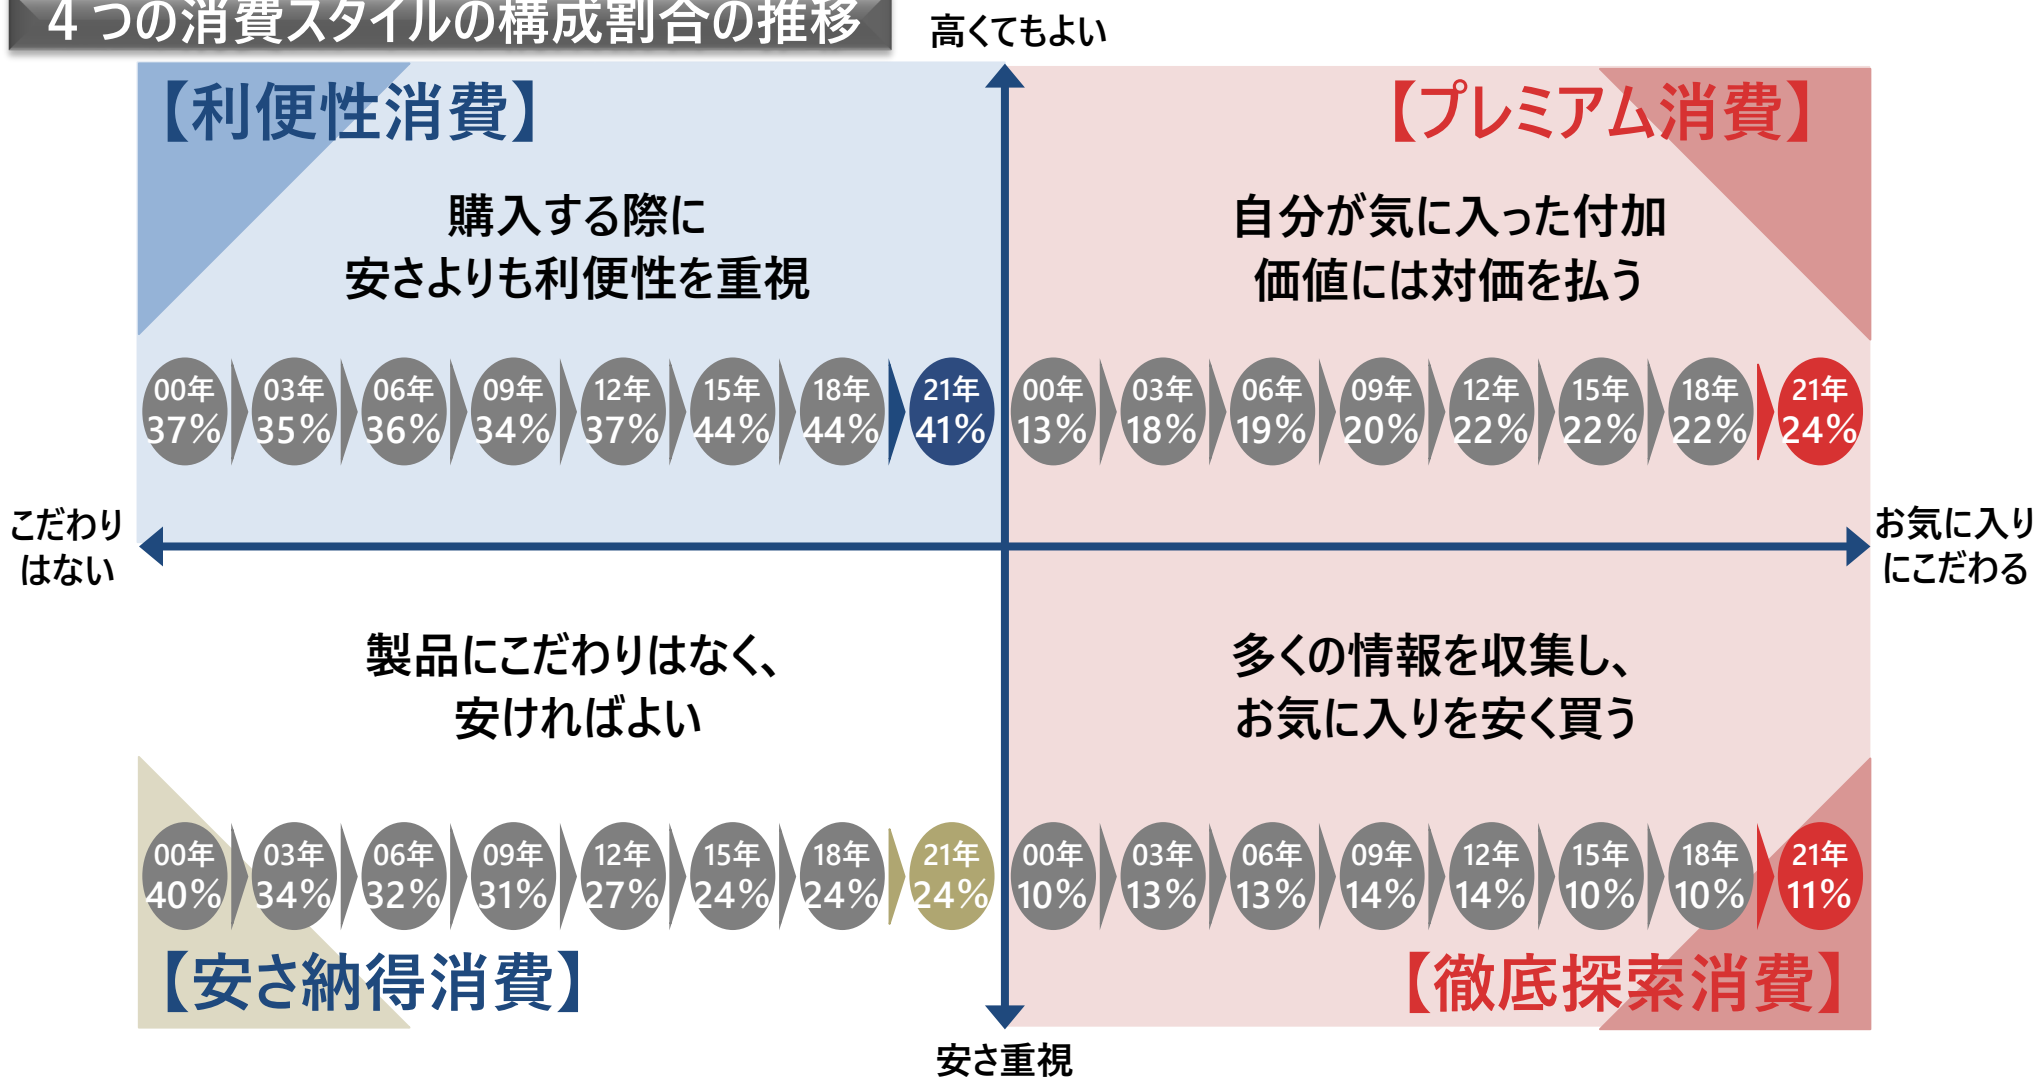 4つの消費スタイルの構成割合の推移
高くてもよい
【利便性消費】
購入する際に
安さよりも利便性を重視
00年 03年 06年 09年 12年 15年 18年 21年
37% 35% 36% 34% 37% 44% 44% 41%
【プレミアム消費】
自分が気に入った付加
価値には対価を払う
00年 03年 06年 09年 12年 15年 18年 21年
13% 18% 19% 20% 22% 22% 22% 24%
こだわり
はない
お気に入り
にこだわる
製品にこだわりはなく、
安ければよい
00年 03年 06年 09年 12年 15年 18年 21年
40% 34% 32% 31% 27% 24% 24% 24%
【安さ納得消費】
多くの情報を収集し、
お気に入りを安く買う
00年 03年 06年 09年 12年 15年 18年 21年
10% 13% 13% 14% 14% 10% 10% 11%
【徹底探索消費】
安さ重視